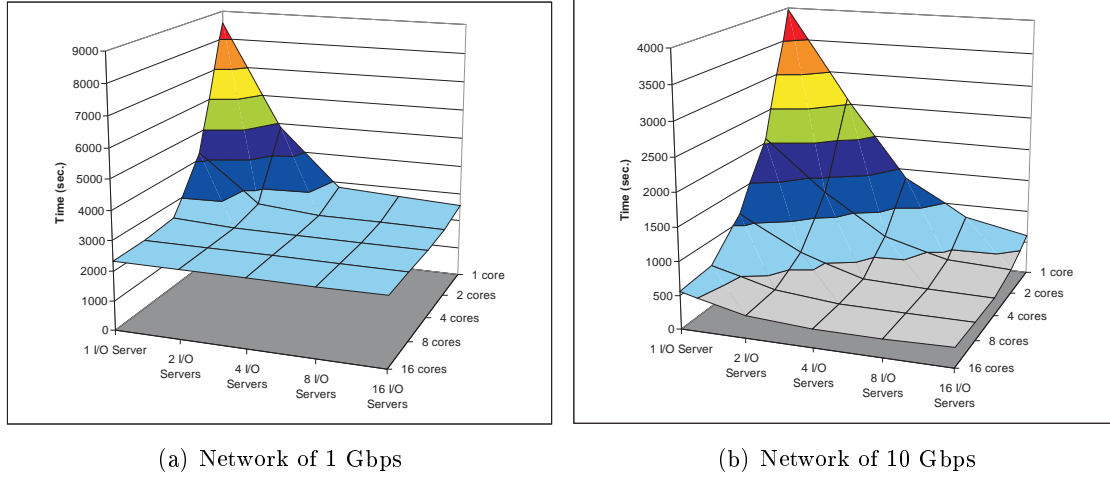 9000
8000
7000
6000
5000
4000
3000
2000
1000
0
Time (sec.)
1 I/O Server
2 I/O
Servers
4 I/O
Servers
8 I/O
Servers
16 I/O
Servers
1 core
2 cores
4 cores
8 cores
16 cores
(a) Network of 1 Gbps
4000
3500
3000
2500
2000
1500
1000
500
0
Time (sec.)
1 I/O Server
2 I/O
Servers
4 I/O
Servers
8 I/O
Servers
16 I/O
Servers
1 core
2 cores
4 cores
8 cores
16 cores
(b) Network of 10 Gbps